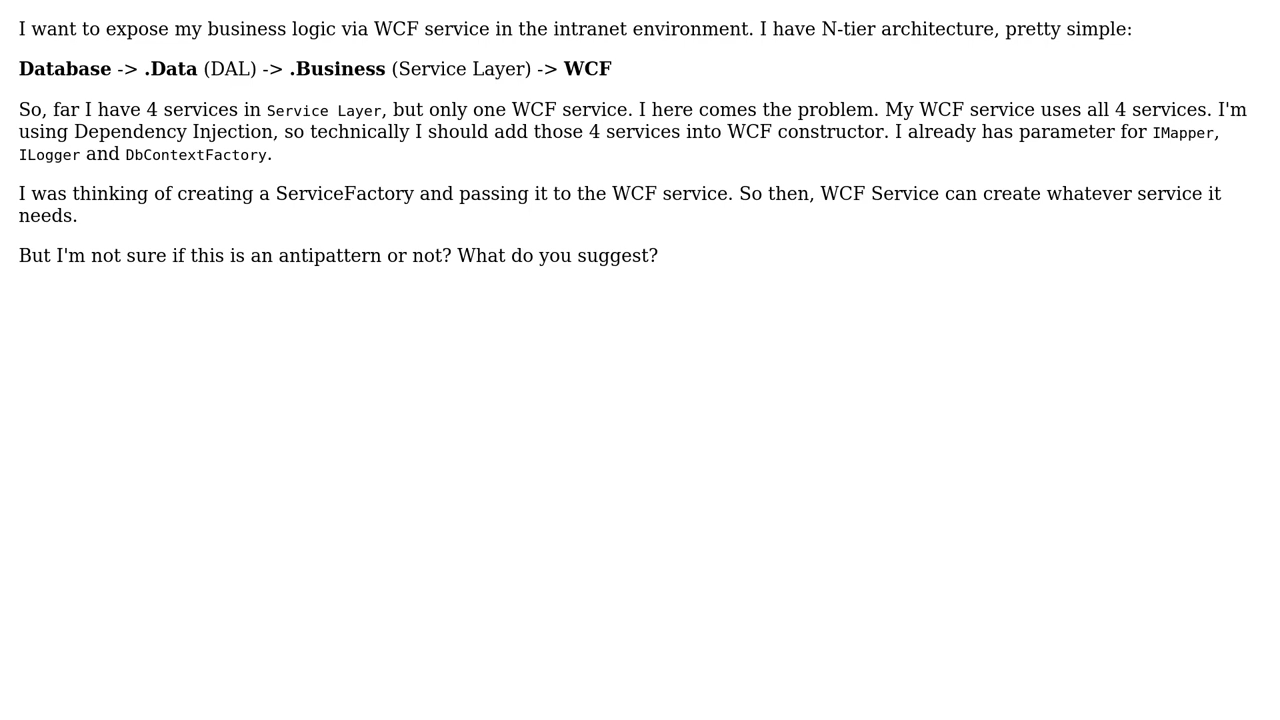 I want to expose my business logic via WCF service in the intranet environment. I have N-tier architecture, pretty simple:
Database -> .Data (DAL) -> .Business (Service Layer) -> WCF
So, far I have 4 services in Service Layer, but only one WCF service. I here comes the problem. My WCF service uses all 4 services. I'm
using Dependency Injection, so technically I should add those 4 services into WCF constructor. I already has parameter for IMapper,
ILogger and DbContextFactory.
I was thinking of creating a ServiceFactory and passing it to the WCF service. So then, WCF Service can create whatever service it
needs.
But I'm not sure if this is an antipattern or not? What do you suggest?